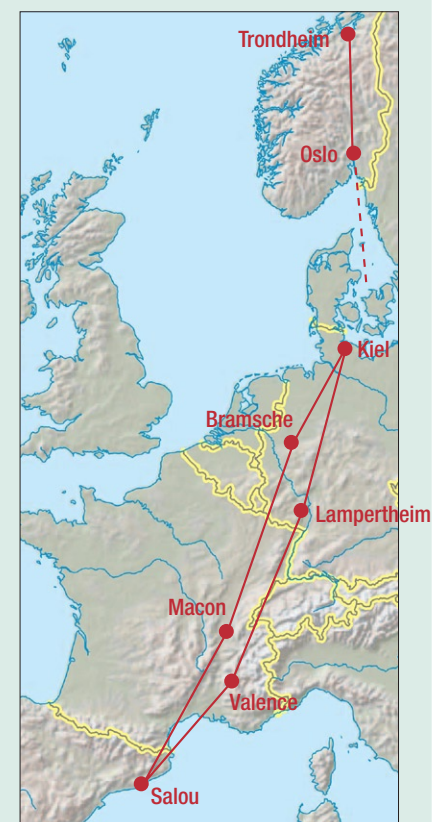 Trondheim
Oslo
Kiel
Bramsche
Lampertheim
Macon
Valence
Salou